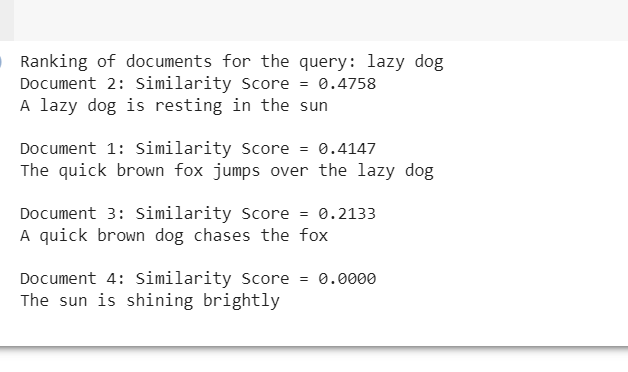 Ranking of documents for the query: lazy dog
Document 2: Similarity Score = 0.4758
A lazy dog is resting in the sun
Document 1: Similarity Score = 0.4147
The quick brown fox jumps over the lazy dog
Document 3: Similarity Score = 0.2133
A quick brown dog chases the fox
Document 4: Similarity Score = 0.0000
The sun is shining brightly